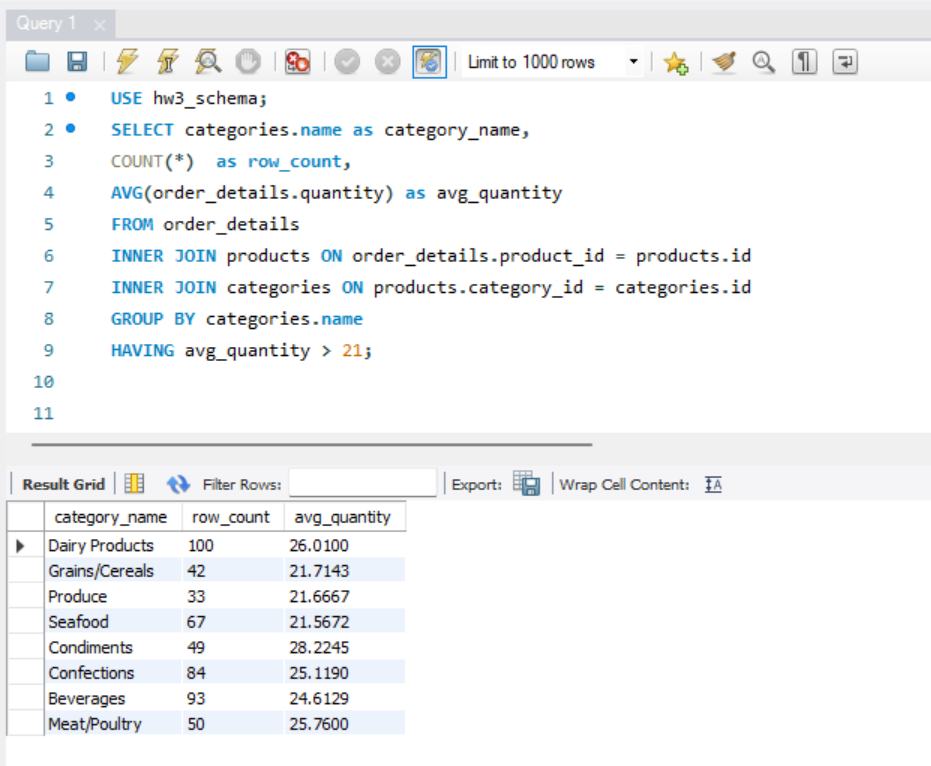 Query 1
Limit to 1000 rows
1 USE hw3_schema;
2 SELECT categories.name as category_name,
3 COUNT(*)  as row_count,
4 AVG(order_details.quantity) as avg_quantity
5 FROM order_details
6 INNER JOIN products ON order_details.product_id = products.id
7 INNER JOIN categories ON products.category_id = categories.id
8 GROUP BY categories.name
9 HAVING avg_quantity > 21;
10
11
Result Grid Filter Rows: Export: Wrap Cell Content:
category_name row_count avg_quantity
Dairy Products 100 26.0100
Grains/Cereals 42 21.7143
Produce 33 21.6667
Seafood 67 21.5672
Condiments 49 28.2245
Confections 84 25.1190
Beverages 93 24.6129
Meat/Poultry 50 25.7600